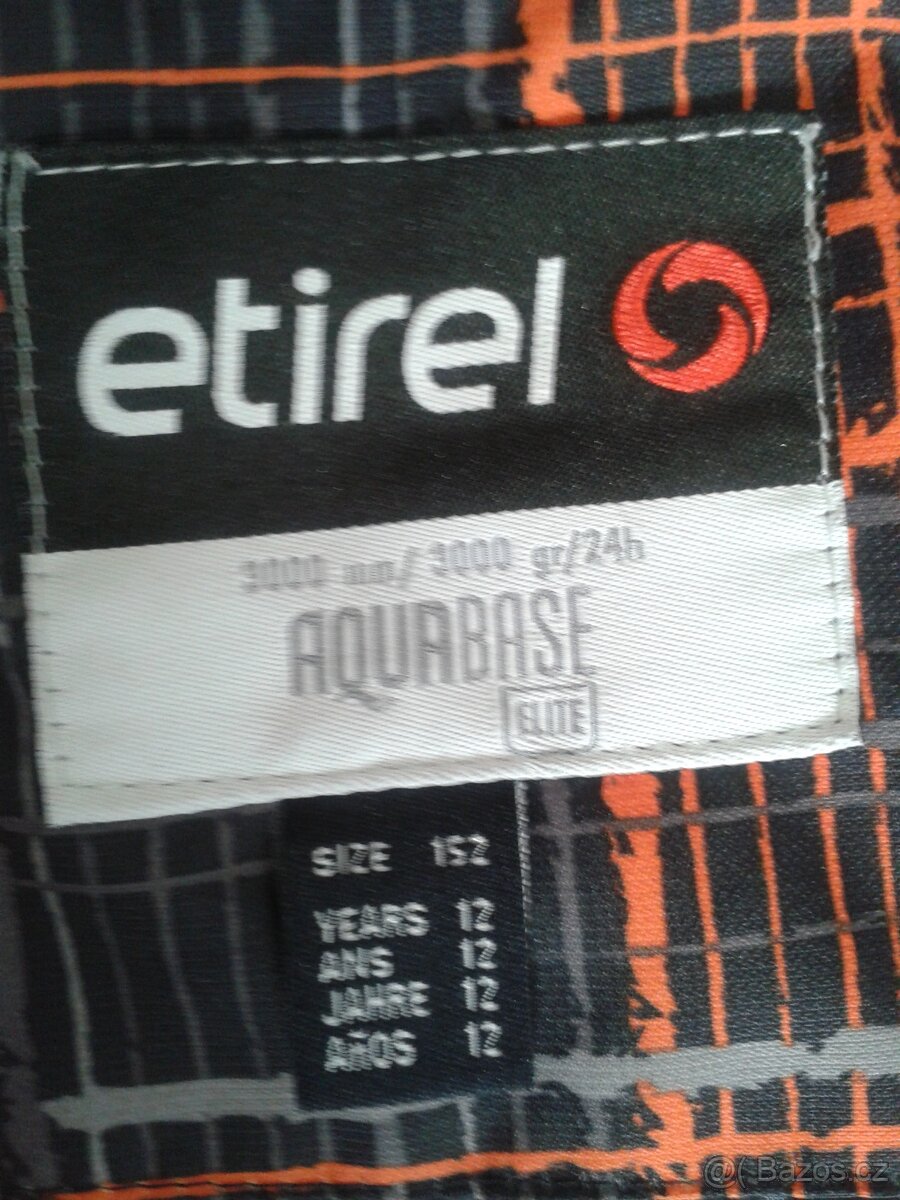 etirel
3000 mm/ 3000 gr/24h
AQUABASE
ELITE
SIZE 152
YEARS 12
ANS 12
JAHRE 12
AÑOS 12
@( Bazos.cz